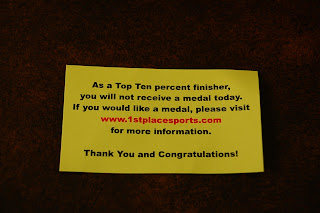 As a Top Ten percent finisher,
you will not receive a medal today.
If you would like a medal, please visit
www.1stplacesports.com
for more information.
Thank You and Congratulations!